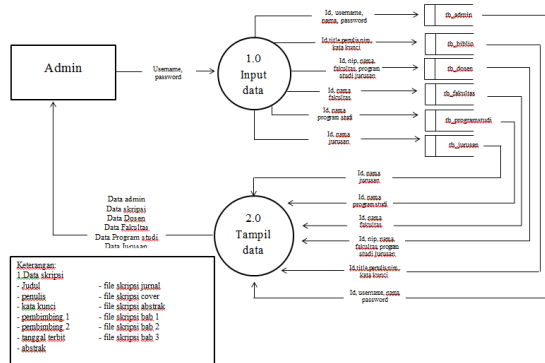 Id, username,
nama,
password
tb_admin
Id,title,penulis,nim,
kata kunci
tb_biblio
Admin
Username,
password
1.0
Input
data
Id, nip, nama,
fakultas, program
studi jurusan
tb_dosen
Id, nama
fakultas
tb_fakultas
Id, nama
program studi
tb_programstudi
Id, nama
jurusan
tb_jurusan
Id, nama
jurusan
Id, nama
program studi
Id, nama
fakultas
Id, nip, nama,
fakultas, program
studi jurusan
Id,title,penulis,nim,
kata kunci
Id, username, nama
password
2.0
Tampil
data
Data admin
Data skripsi
Data Dosen
Data Fakultas
Data Program studi
Data Jurusan
Keterangan:
1.Data skripsi
- Judul
- penulis
- kata kunci
- pembimbing 1
- pembimbing 2
- tanggal terbit
- abstrak
- file skripsi jurnal
- file skripsi cover
- file skripsi abstrak
- file skripsi bab 1
- file skripsi bab 2
- file skripsi bab 3